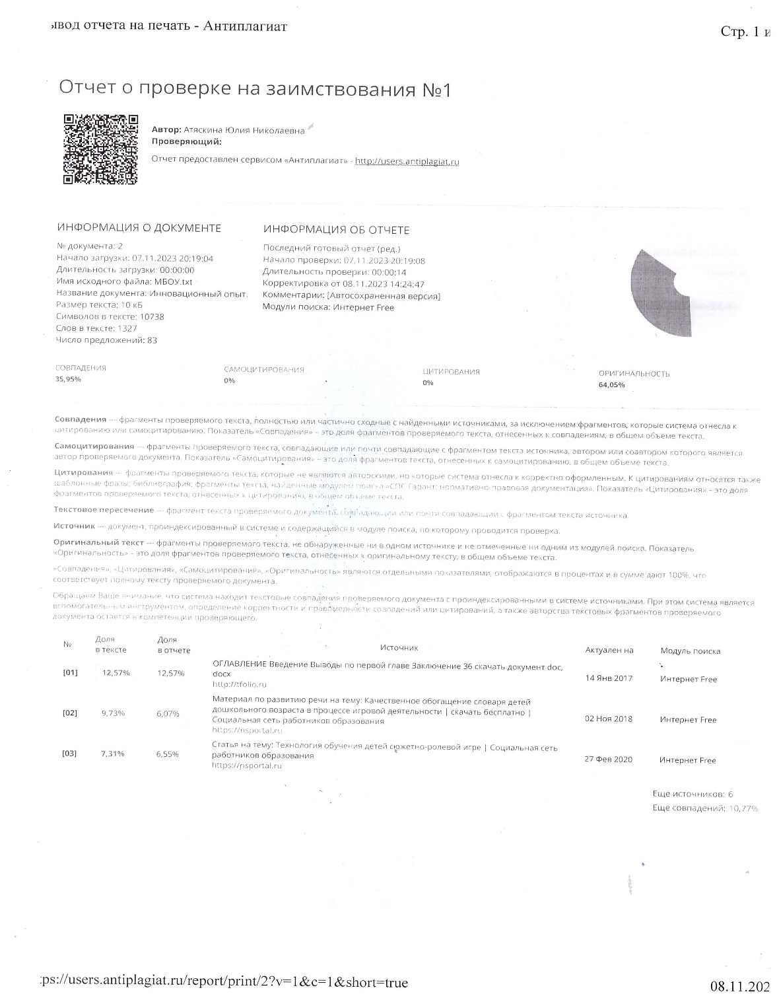 ывод отчета на печать - Антиплагиат
Стр. 1 и
Отчет о проверке на заимствования №1
Автор: Атяскина Юлия Николаевна
Проверяющий:
Отчет предоставлен сервисом «Антиплагиат» - http://users.antiplagiat.ru
ИНФОРМАЦИЯ О ДОКУМЕНТЕ
№ документа: 2
Начало загрузки: 07.11.2023 20:19:04
Длительность загрузки: 00:00:00
Имя исходного файла: МБОУ.txt
Название документа: Инновационный опыт.
Размер текста: 10 кБ
Символов в тексте: 10738
Слов в тексте: 1327
Число предложений: 83
ИНФОРМАЦИЯ ОБ ОТЧЕТЕ
Последний готовый отчет (ред.)
Начало проверки: 07.11.2023 20:19:08
Длительность проверки: 00:00:14
Корректировка от 08.11.2023 14:24:47
Комментарии: [Автосохраненная версия]
Модули поиска: Интернет Free
СОВПАДЕНИЯ
35,95%
САМОЦИТИРОВАНИЯ
0%
ЦИТИРОВАНИЯ
0%
ОРИГИНАЛЬНОСТЬ
64,05%
Совпадения — фрагменты проверяемого текста, полностью или частично сходные с найденными источниками, за исключением фрагментов, которые система отнесла к
цитированию или самоцитированию. Показатель «Совпадения» – это доля фрагментов проверяемого текста, отнесенных к совпадениям, в общем объеме текста.
Самоцитирования — фрагменты проверяемого текста, совпадающие или почти совпадающие с фрагментом текста источника, автором или соавтором которого является
автор проверяемого документа. Показатель «Самоцитирования» – это доля фрагментов текста, отнесенных к самоцитированию, в общем объеме текста.
Цитирования — фрагменты проверяемого текста, которые не являются авторскими, но которые система отнесла к корректно оформленным. К цитированиям относятся также
шаблонные фразы; библиография; фрагменты текста, найденные модулем поиска «СПС Гарант: нормативно-правовая документация». Показатель «Цитирования» – это доля
фрагментов проверяемого текста, отнесенных к цитированию, в общем объеме текста.
Текстовое пересечение — фрагмент текста проверяемого документа, совпадающий или почти совпадающий с фрагментом текста источника.
Источник — документ, проиндексированный в системе и содержащийся в модуле поиска, по которому проводится проверка.
Оригинальный текст — фрагменты проверяемого текста, не обнаруженные ни в одном источнике и не отмеченные ни одним из модулей поиска. Показатель
«Оригинальность» – это доля фрагментов проверяемого текста, отнесенных к оригинальному тексту, в общем объеме текста.
«Совпадения», «Цитирования», «Самоцитирования», «Оригинальность» являются отдельными показателями, отображаются в процентах и в сумме дают 100%, что
соответствует полному тексту проверяемого документа.
Обращаем Ваше внимание, что система находит текстовые совпадения проверяемого документа с проиндексированными в системе источниками. При этом система является
вспомогательным инструментом, определение корректности и правомерности совпадений или цитирований, а также авторства текстовых фрагментов проверяемого
документа остается в компетенции проверяющего.
№ Доля в тексте Доля в отчете Источник Актуален на Модуль поиска
[01] 12,57% 12,57% ОГЛАВЛЕНИЕ Введение Выводы по первой главе Заключение 36 скачать документ doc,
docx
http://tfolio.ru
14 Янв 2017 Интернет Free
[02] 9,73% 6,07% Материал по развитию речи на тему: Качественное обогащение словаря детей
дошкольного возраста в процессе игровой деятельности | скачать бесплатно |
Социальная сеть работников образования
https://nsportal.ru
02 Ноя 2018 Интернет Free
[03] 7,31% 6,55% Статья на тему: Технология обучения детей сюжетно-ролевой игре | Социальная сеть
работников образования
https://nsportal.ru
27 Фев 2020 Интернет Free
Еще источников: 6
Еще совпадений: 10,77%
ps://users.antiplagiat.ru/report/print/2?v=1&c=1&short=true
08.11.202